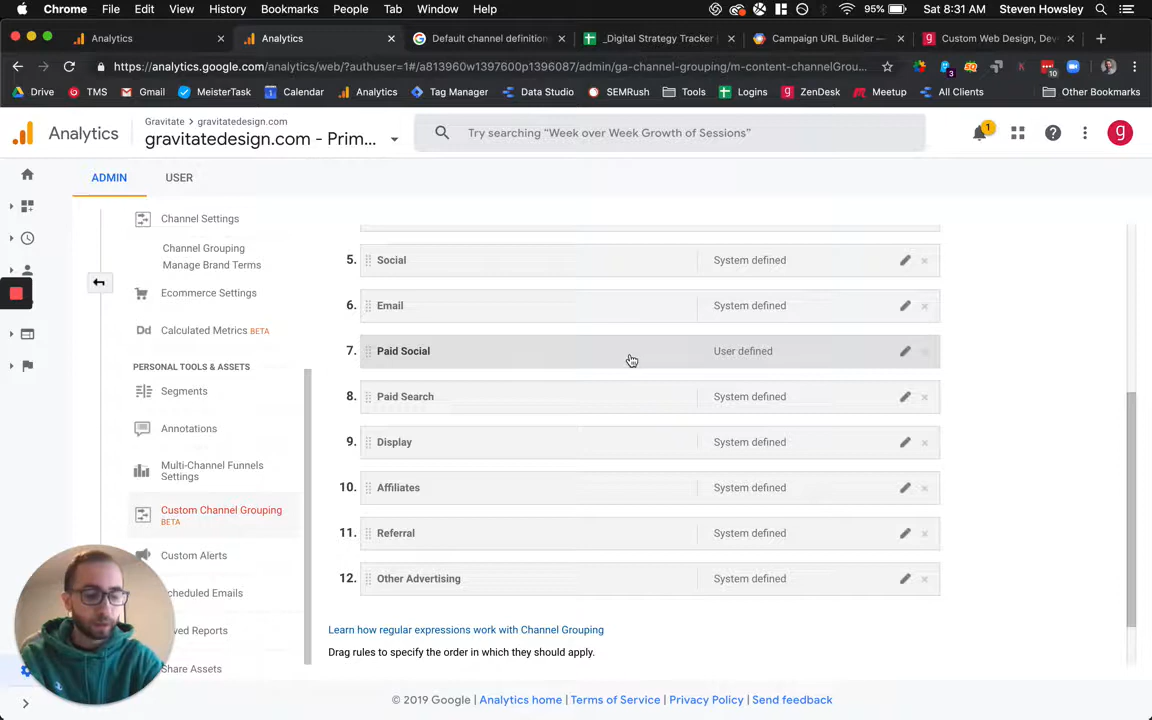 Chrome File Edit View History Bookmarks People Tab Window Help 95% Sat 8:31 AM Steven Howsley
Analytics Analytics Default channel definition _Digital Strategy Tracker Campaign URL Builder — Custom Web Design, Dev
https://analytics.google.com/analytics/web/?authuser=1#/a813960w1397600p1396087/admin/ga-channel-grouping/m-content-channelGrou... 3 10
Drive TMS Gmail MeisterTask Calendar Analytics Tag Manager Data Studio SEMRush Tools Logins ZenDesk Meetup All Clients Other Bookmarks
Analytics
Gravitate > gravitatedesign.com
gravitatedesign.com - Prim...
Try searching "Week over Week Growth of Sessions"
1
g
ADMIN USER
Channel Settings
Channel Grouping
Manage Brand Terms
Ecommerce Settings
Dd Calculated Metrics BETA
PERSONAL TOOLS & ASSETS
Segments
Annotations
Multi-Channel Funnels
Settings
Custom Channel Grouping
BETA
Custom Alerts
cheduled Emails
ved Reports
Share Assets
5. Social System defined
6. Email System defined
7. Paid Social User defined
8. Paid Search System defined
9. Display System defined
10. Affiliates System defined
11. Referral System defined
12. Other Advertising System defined
Learn how regular expressions work with Channel Grouping
Drag rules to specify the order in which they should apply.
© 2019 Google | Analytics home | Terms of Service | Privacy Policy | Send feedback